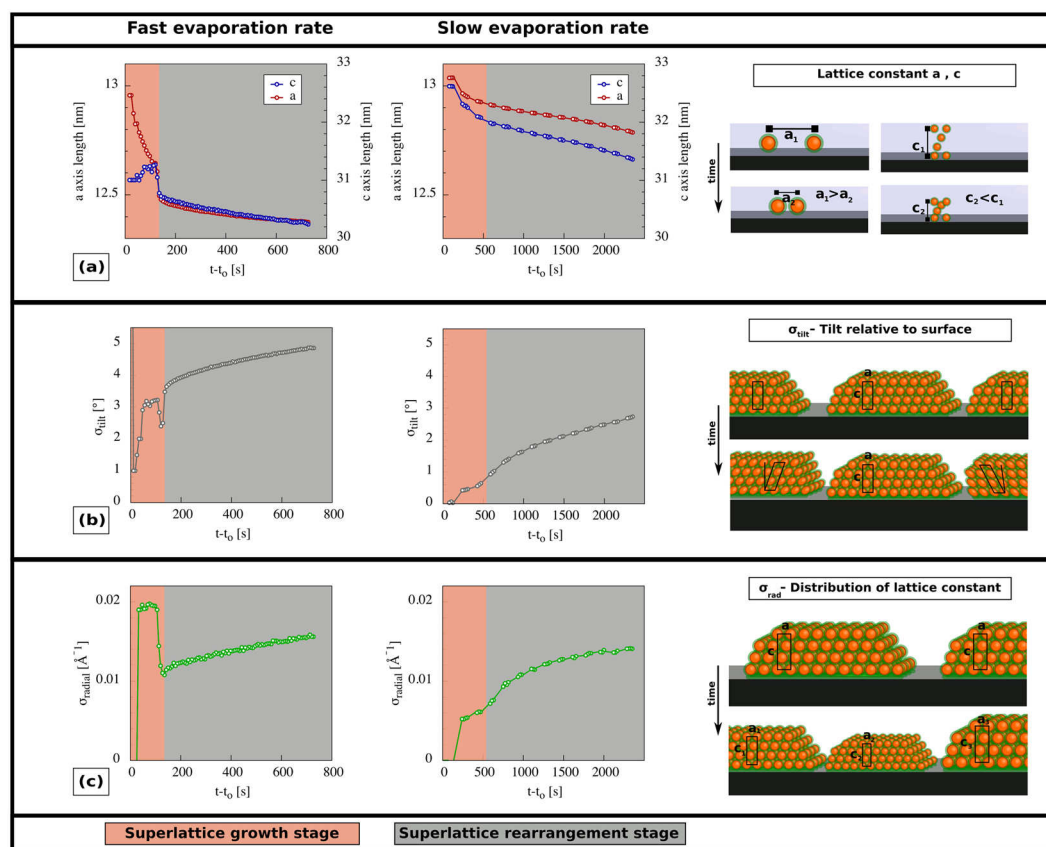 Fast evaporation rate
Slow evaporation rate
13
12.5
a axis length [nm]
33
32
31
30
c axis length [nm]
c
a
0 200 400 600 800
t-to [s]
(a)
13
12.5
a axis length [nm]
33
32
31
30
c axis length [nm]
c
a
0 500 1000 1500 2000
t-to [s]
Lattice constant a , c
time
a1
c1
a2
a1>a2
c2
c2<c1
5
4
3
2
1
0
σtilt [°]
0 200 400 600 800
t-to [s]
(b)
5
4
3
2
1
0
σtilt [°]
0 500 1000 1500 2000
t-to [s]
σtilt- Tilt relative to surface
time
a
c
a
c
0.02
0.01
0
σradial [Å-1]
0 200 400 600 800
t-to [s]
(c)
0.02
0.01
0
σradial [Å-1]
0 500 1000 1500 2000
t-to [s]
σrad- Distribution of lattice constant
time
a
c
a
c
a1
c1
a2
c2
a3
c3
Superlattice growth stage
Superlattice rearrangement stage